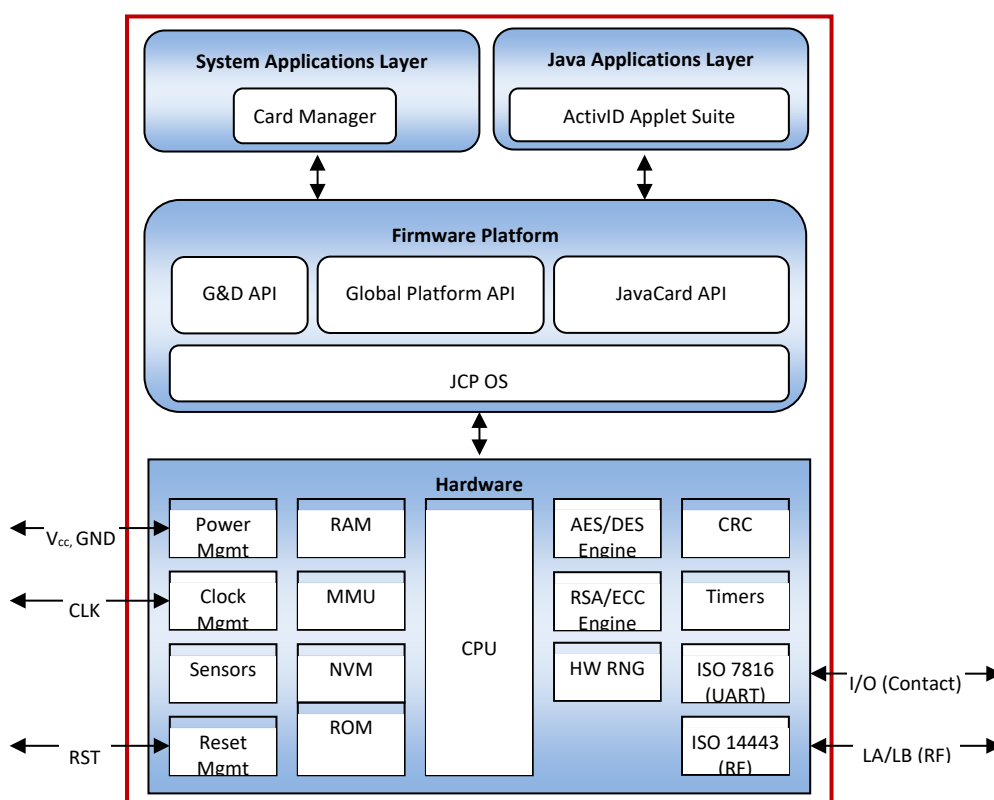 System Applications Layer
Card Manager
Java Applications Layer
ActivID Applet Suite
Firmware Platform
G&D API
Global Platform API
JavaCard API
JCP OS
Hardware
Power
Mgmt
RAM
CPU
AES/DES
Engine
CRC
Clock
Mgmt
MMU
RSA/ECC
Engine
Timers
Sensors
NVM
HW RNG
ISO 7816
(UART)
Reset
Mgmt
ROM
ISO 14443
(RF)
Vcc, GND
CLK
RST
I/O (Contact)
LA/LB (RF)